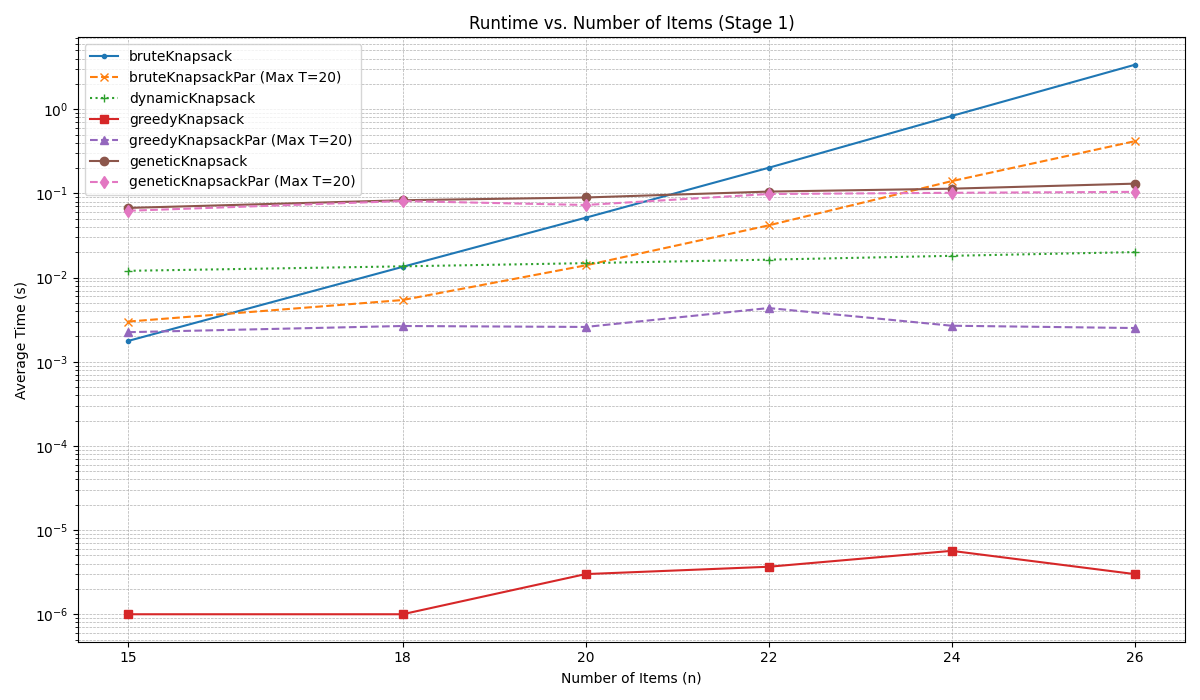 Runtime vs. Number of Items (Stage 1)
bruteKnapsack
bruteKnapsackPar (Max T=20)
dynamicKnapsack
greedyKnapsack
greedyKnapsackPar (Max T=20)
geneticKnapsack
geneticKnapsackPar (Max T=20)
Average Time (s)
10⁰
10⁻¹
10⁻²
10⁻³
10⁻⁴
10⁻⁵
10⁻⁶
15 18 20 22 24 26
Number of Items (n)